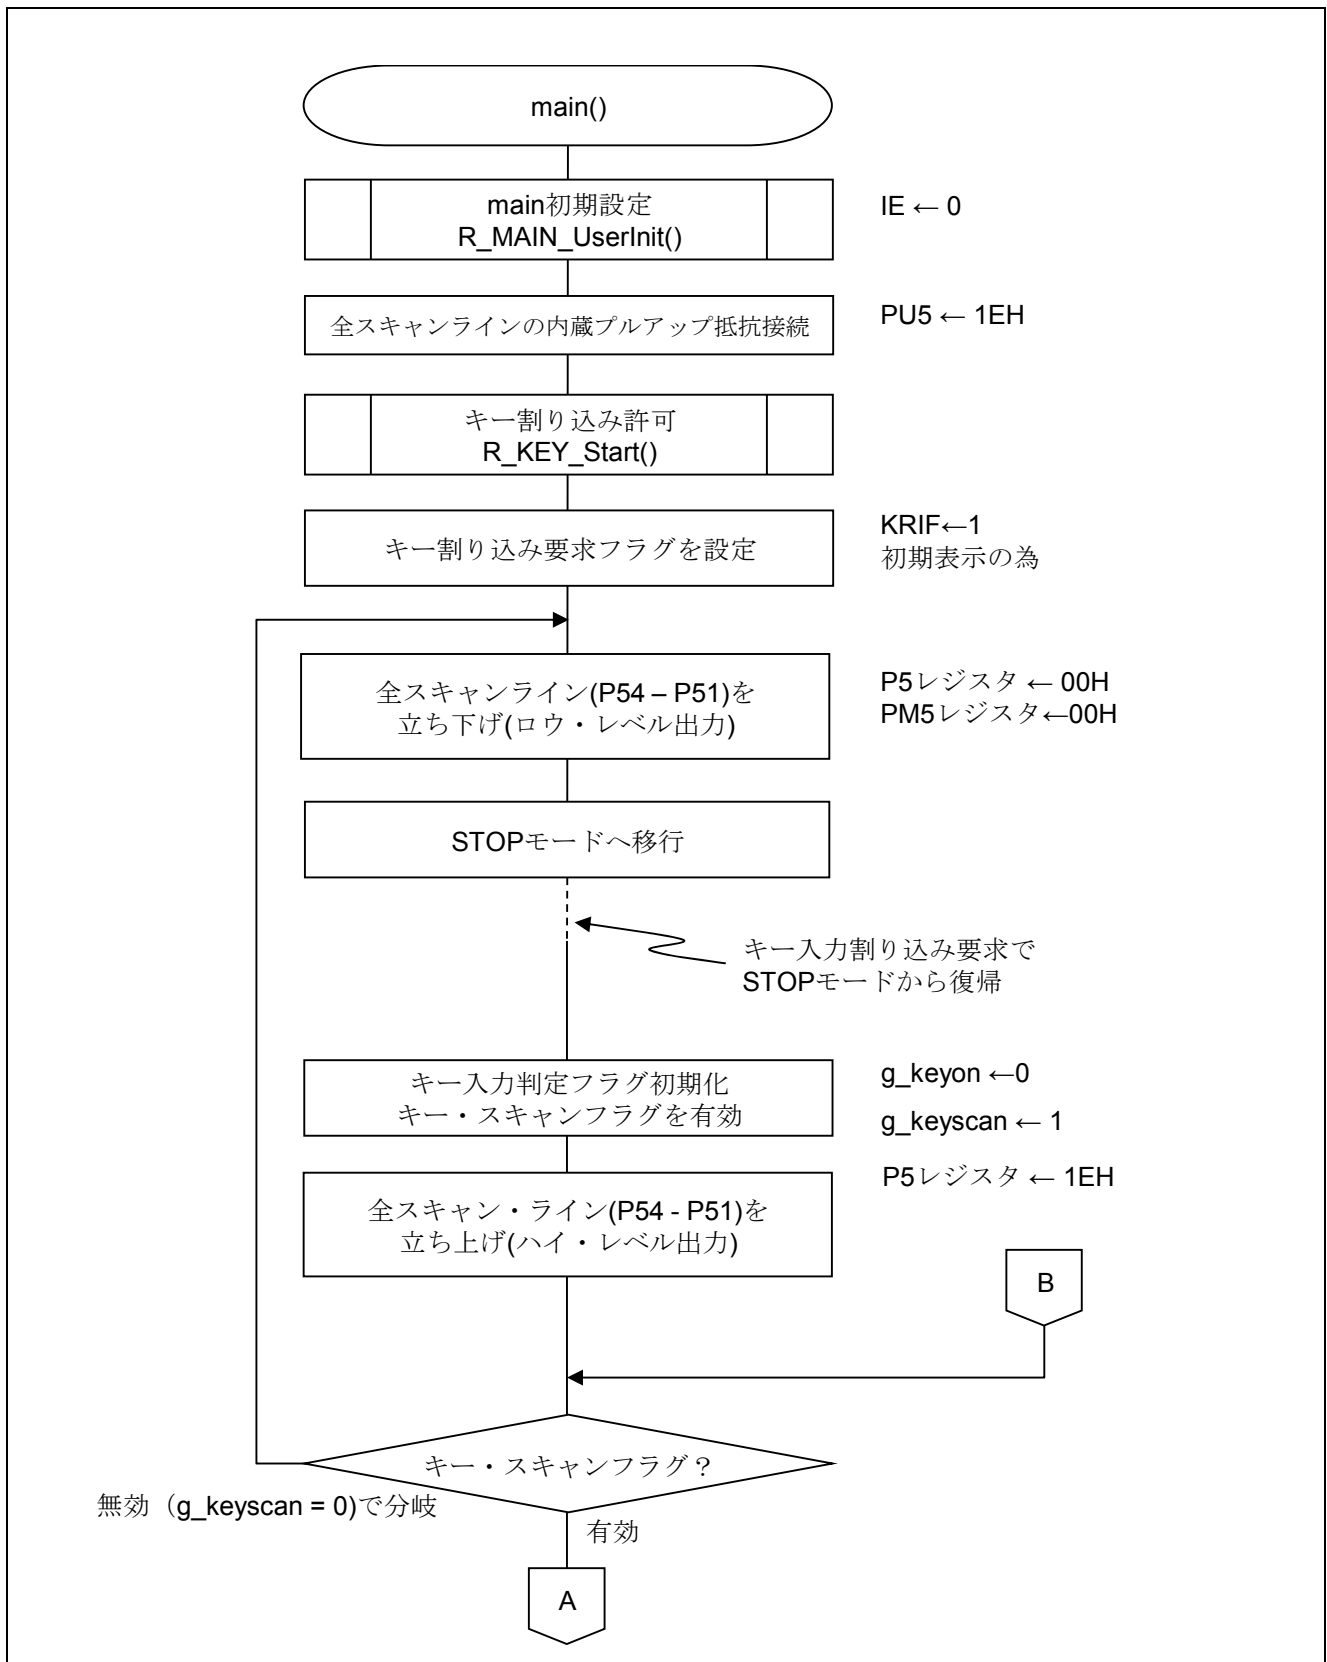 main()
main初期設定
R_MAIN_UserInit()
IE ← 0
全スキャンラインの内蔵プルアップ抵抗接続
PU5 ← 1EH
キー割り込み許可
R_KEY_Start()
キー割り込み要求フラグを設定
KRIF←1
初期表示の為
全スキャンライン(P54 – P51)を
立ち下げ(ロウ・レベル出力)
P5レジスタ ← 00H
PM5レジスタ←00H
STOPモードへ移行
キー入力割り込み要求で
STOPモードから復帰
キー入力判定フラグ初期化
キー・スキャンフラグを有効
g_keyon ←0
g_keyscan ← 1
全スキャン・ライン(P54 - P51)を
立ち上げ(ハイ・レベル出力)
P5レジスタ ← 1EH
B
キー・スキャンフラグ？
無効（g_keyscan = 0)で分岐
有効
A